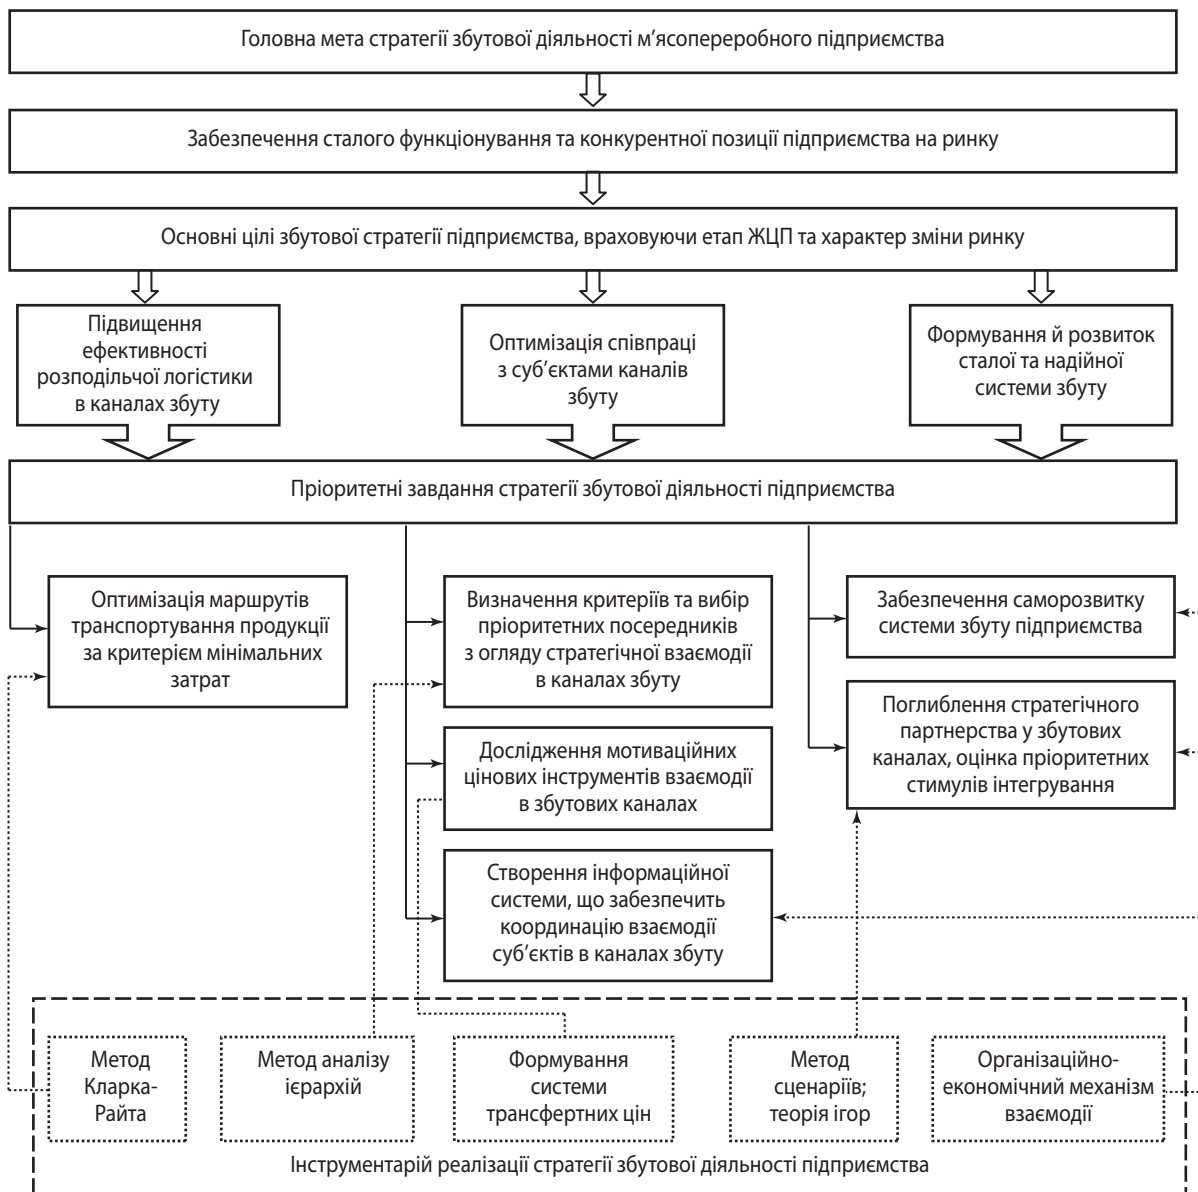 Головна мета стратегії збутової діяльності м’ясопереробного підприємства
Забезпечення сталого функціонування та конкурентної позиції підприємства на ринку
Основні цілі збутової стратегії підприємства, враховуючи етап ЖЦП та характер зміни ринку
Підвищення
ефективності
розподільчої логістики
в каналах збуту
Оптимізація співпраці
з суб’єктами каналів
збуту
Формування й розвиток
сталої та надійної
системи збуту
Пріоритетні завдання стратегії збутової діяльності підприємства
Оптимізація маршрутів
транспортування продукції
за критерієм мінімальних
затрат
Визначення критеріїв та вибір
пріоритетних посередників
з огляду стратегічної взаємодії
в каналах збуту
Дослідження мотиваційних
цінових інструментів взаємодії
в збутових каналах
Створення інформаційної
системи, що забезпечить
координацію взаємодії
суб’єктів в каналах збуту
Забезпечення саморозвитку
системи збуту підприємства
Поглиблення стратегічного
партнерства у збутових
каналах, оцінка пріоритетних
стимулів інтегрування
Метод
Кларка-
Райта
Метод аналізу
ієрархій
Формування
системи
трансфертних цін
Метод
сценаріїв;
теорія ігор
Організаційно-
економічний механізм
взаємодії
Інструментарій реалізації стратегії збутової діяльності підприємства